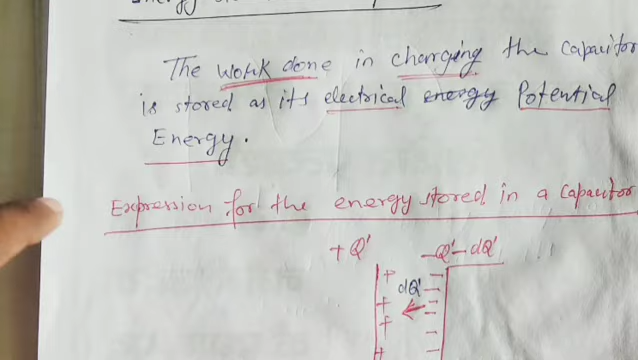 The work done in charging the capacitor
is stored as its electrical energy Potential
Energy.
Expression for the energy stored in a Capacitor
+Q' -Q'-dQ'
+ dQ' -
+ -
+ -
+ -